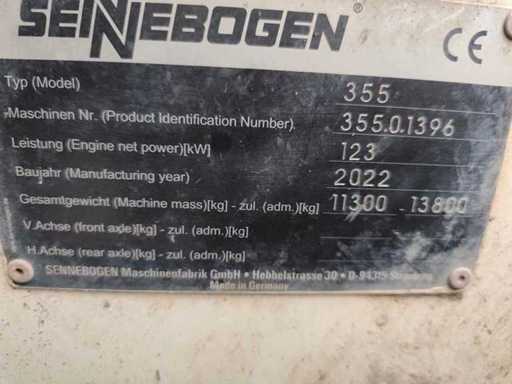 SENNEBOGEN ® CE
Typ (Model) 355
Maschinen Nr. (Product Identification Number). 355.0.1396
Leistung (Engine net power)[kW] 123
Baujahr (Manufacturing year) 2022
Gesamtgewicht (Machine mass)[kg] - zul. (adm.)[kg] 11300 - 13800
V.Achse (front axle)[kg] - zul. (adm.)[kg]
H.Achse (rear axle)[kg] - zul. (adm.)[kg]
SENNEBOGEN Maschinenfabrik GmbH • Hebbelstrasse 30 • D-94315 Straubing
Made in Germany